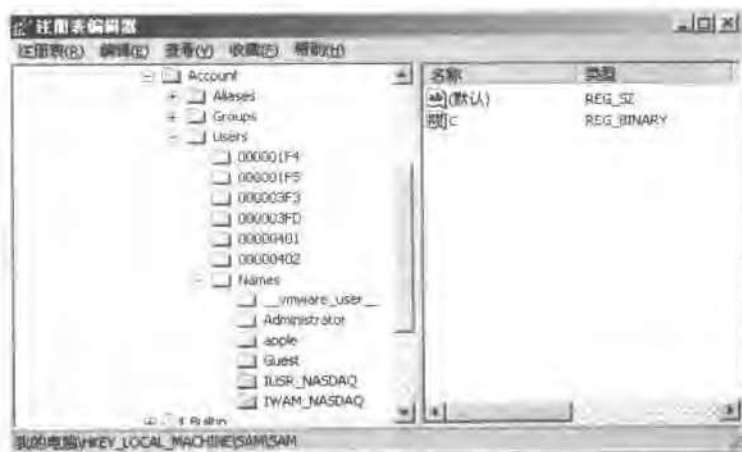 注册表编辑器
注册表(R) 编辑(E) 查看(V) 收藏(F) 帮助(H)
Account
Aliases
Groups
Users
000001F4
000001F5
000003F3
000003FD
00000401
00000402
Names
__vmware_user__
Administrator
apple
Guest
IUSR_NASDAQ
IWAM_NASDAQ
Builtin
名称 类型
ab (默认) REG_SZ
C REG_BINARY
我的电脑\HKEY_LOCAL_MACHINE\SAM\SAM